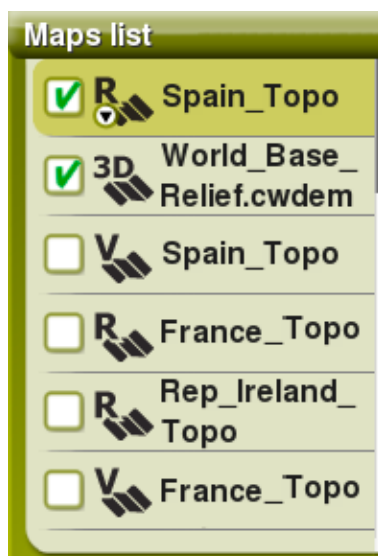 Maps list
R Spain_Topo
3D World_Base_
Relief.cwdem
V Spain_Topo
R France_Topo
R Rep_Ireland_
Topo
V France_Topo